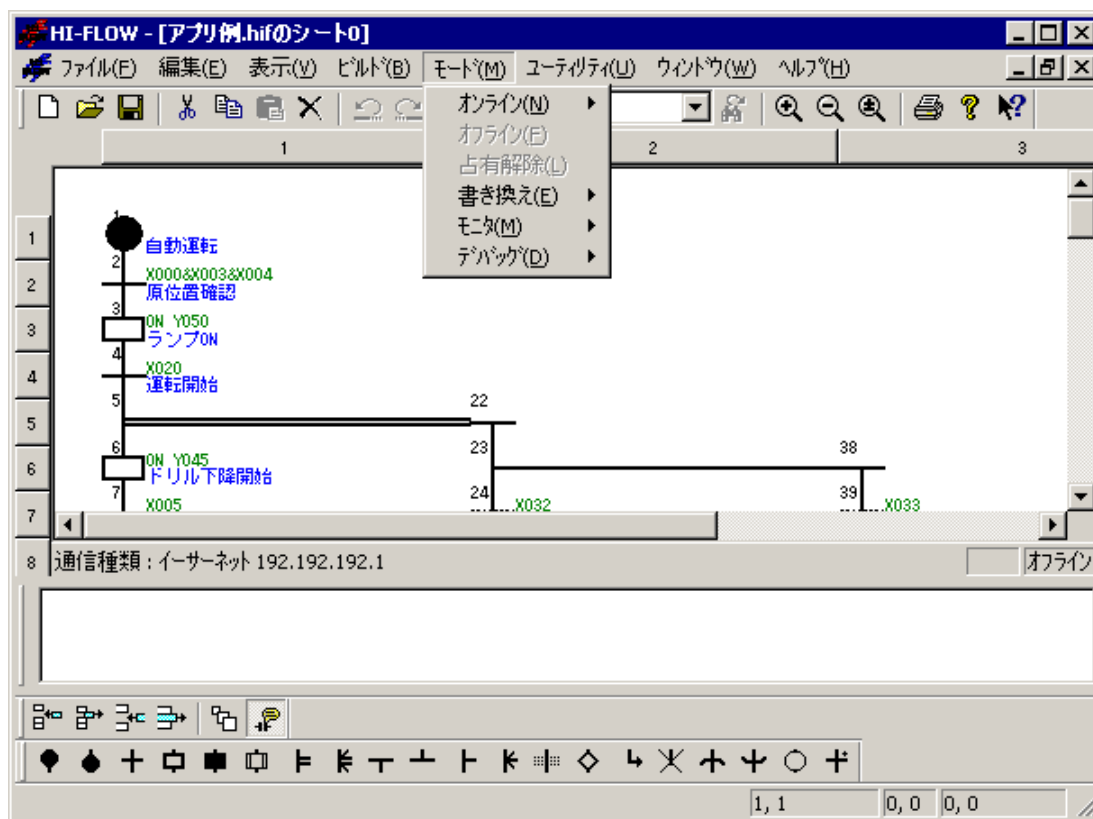 HI-FLOW - [アプリ例.hifのシート0]
ファイル(F) 編集(E) 表示(V) ビルド(B) モード(M) ユーティリティ(U) ウィンドウ(W) ヘルプ(H)
オンライン(N)
オフライン(F)
占有解除(L)
書き換え(E)
モニタ(M)
デバッグ(D)
1 2 3
1
1
自動運転
2
2
X000&X003&X004
原位置確認
3
3
ON Y050
ランプON
4
4
X020
運転開始
5
5
22
6
6
ON Y045
ドリル下降開始
23
38
7
7
X005
24
X032
39
X033
8
通信種類：イーサーネット 192.192.192.1
オフライン
1, 1
0, 0
0, 0